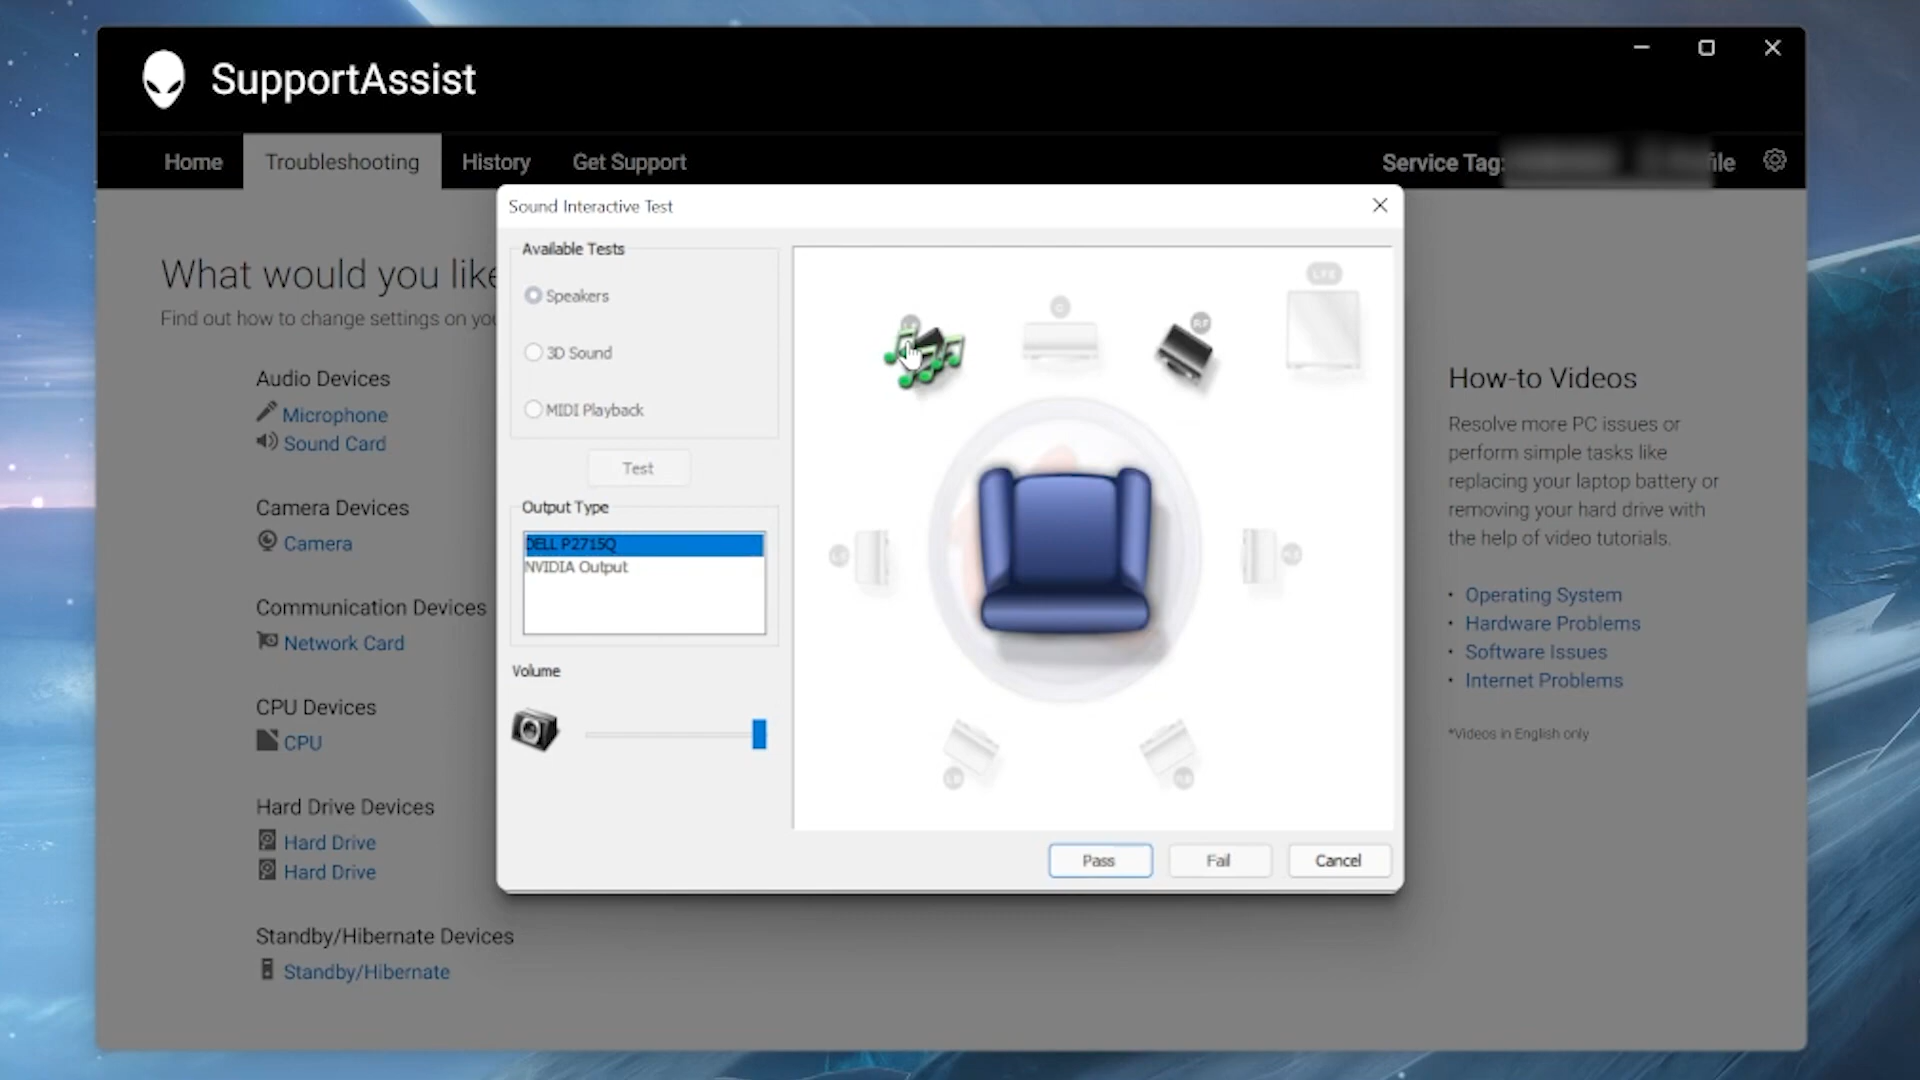 SupportAssist
Home
Troubleshooting
History
Get Support
Service Tag:
Sound Interactive Test
Available Tests
Speakers
3D Sound
MIDI Playback
Test
Output Type
DELL P2715Q
NVIDIA Output
Volume
LFE
C
RF
Pass
Fail
Cancel
What would you like
Find out how to change settings on
Audio Devices
Microphone
Sound Card
Camera Devices
Camera
Communication Devices
Network Card
CPU Devices
CPU
Hard Drive Devices
Hard Drive
Hard Drive
Standby/Hibernate Devices
Standby/Hibernate
How-to Videos
Resolve more PC issues or
perform simple tasks like
replacing your laptop battery or
removing your hard drive with
the help of video tutorials.
• Operating System
• Hardware Problems
• Software Issues
• Internet Problems
*Videos in English only